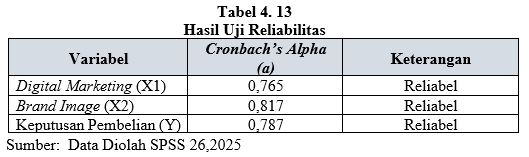 Tabel 4. 13
Hasil Uji Reliabilitas
Variabel Cronbach's Alpha (a) Keterangan
Digital Marketing (X1) 0,765 Reliabel
Brand Image (X2) 0,817 Reliabel
Keputusan Pembelian (Y) 0,787 Reliabel
Sumber: Data Diolah SPSS 26,2025